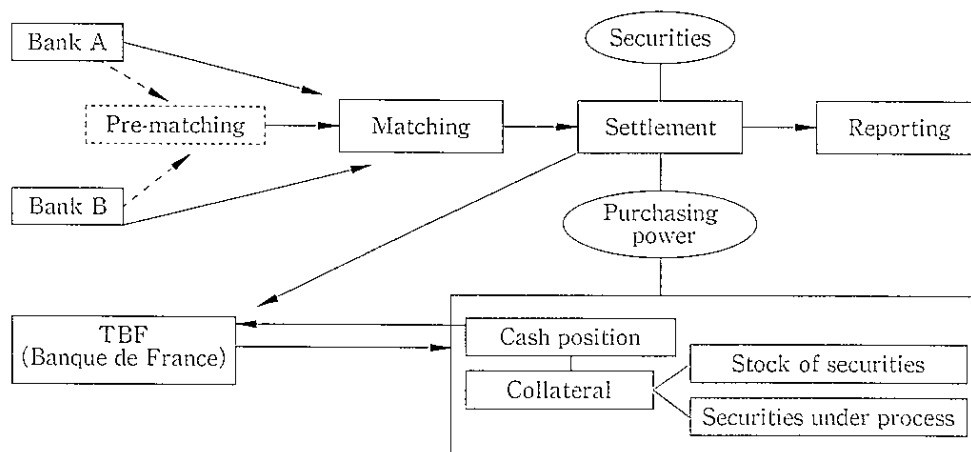 Bank A
Securities
Pre-matching
Matching
Settlement
Reporting
Bank B
Purchasing
power
TBF
(Banque de France)
Cash position
Collateral
Stock of securities
Securities under process